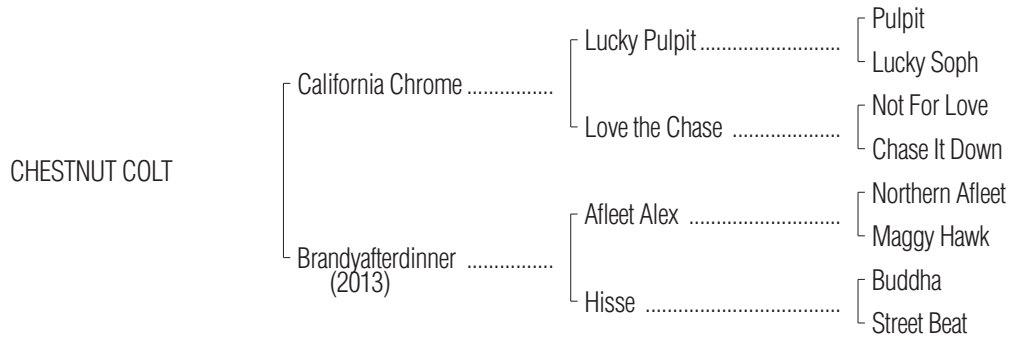 Pulpit
Lucky Pulpit ..........................
Lucky Soph
California Chrome ................
Not For Love
Love the Chase ....................
Chase It Down
CHESTNUT COLT
Northern Afleet
Afleet Alex ............................
Maggy Hawk
Brandyafterdinner ................
(2013)
Buddha
Hisse ....................................
Street Beat